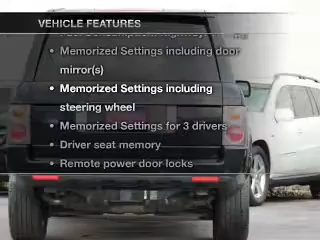 VEHICLE FEATURES
• Memorized Settings including door
mirror(s)
• Memorized Settings including
steering wheel
• Memorized Settings for 3 drivers
• Driver seat memory
• Remote power door locks